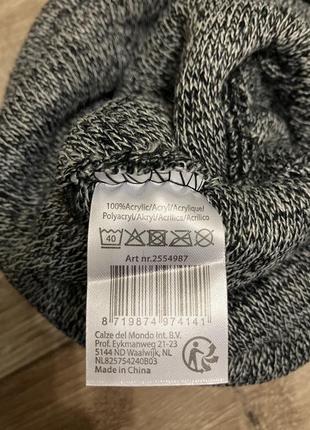 100%Acrylic/Acryl/Acrylique/
Polyacryl/Akryl/Acrilica/Acrílico
40
Art nr.2554987
8 719874 974141
Calze del Mondo Int. B.V.
Prof. Eykmanweg 21-23
5144 ND Waalwijk, NL
NL825754240B03
Made in China